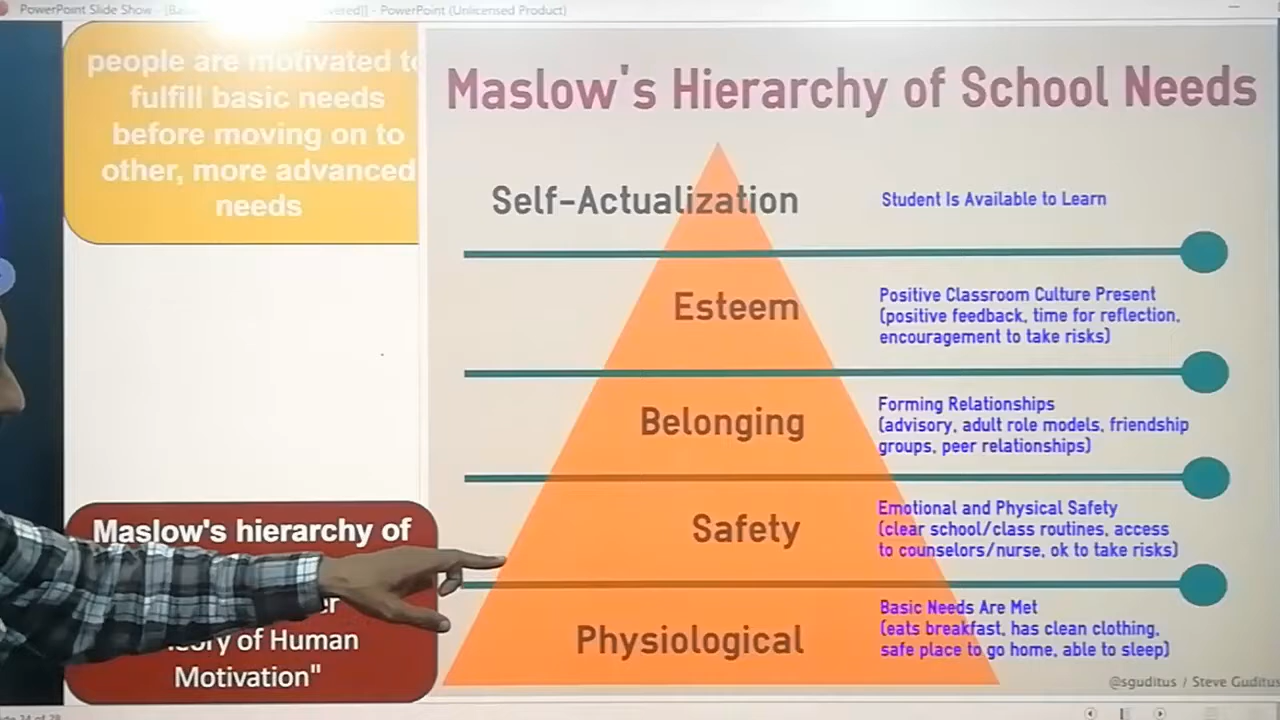 PowerPoint Slide Show - [Bas overed)] - PowerPoint (Unlicensed Product)
people are motivated to
fulfill basic needs
before moving on to
other, more advanced
needs
Maslow's hierarchy of
of Human
Motivation"
Maslow's Hierarchy of School Needs
Self-Actualization
Student Is Available to Learn
Esteem
Positive Classroom Culture Present
(positive feedback, time for reflection,
encouragement to take risks)
Belonging
Forming Relationships
(advisory, adult role models, friendship
groups, peer relationships)
Safety
Emotional and Physical Safety
(clear school/class routines, access
to counselors/nurse, ok to take risks)
Physiological
Basic Needs Are Met
(eats breakfast, has clean clothing,
safe place to go home, able to sleep)
@sguditus / Steve Guditus